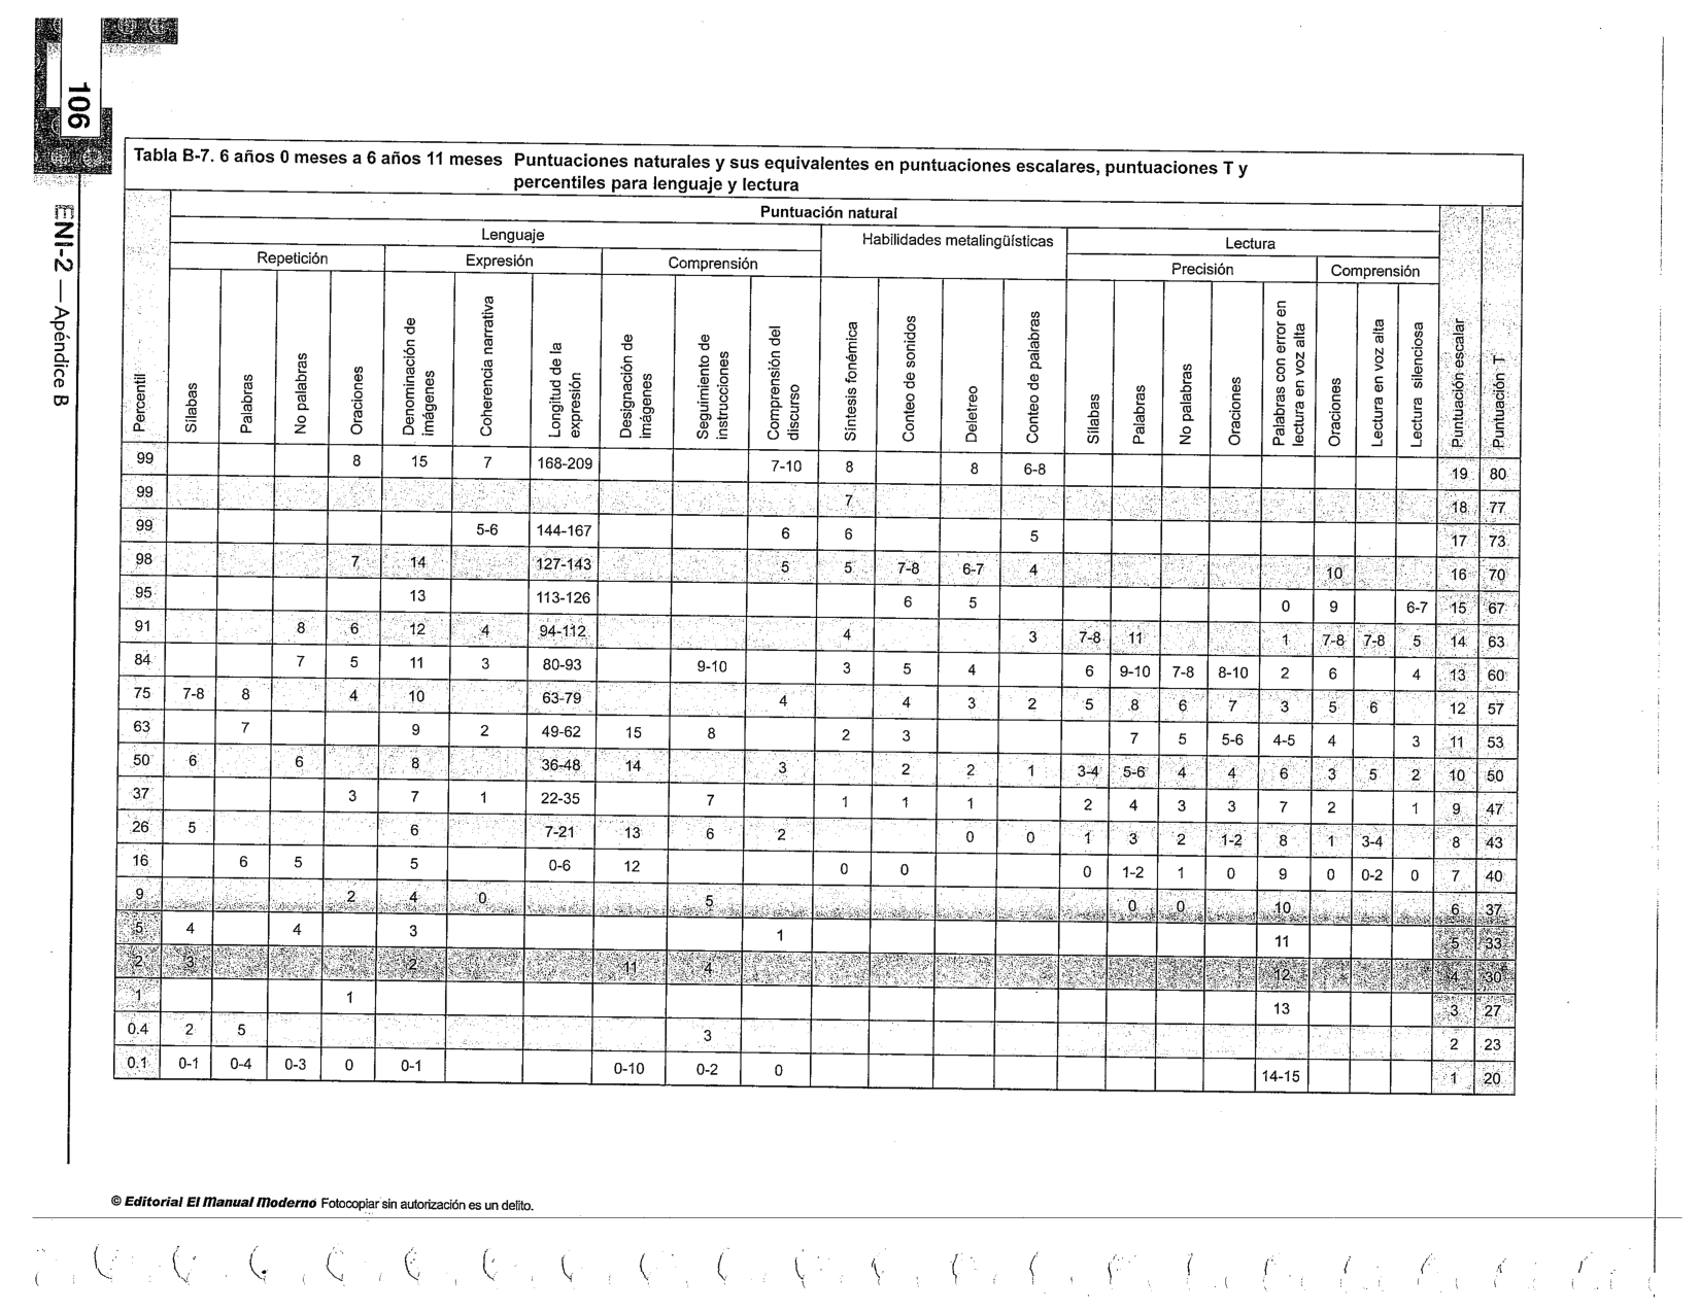 106
ENI-2 — Apéndice B
Tabla B-7. 6 años 0 meses a 6 años 11 meses Puntuaciones naturales y sus equivalentes en puntuaciones escalares, puntuaciones T y
percentiles para lenguaje y lectura
Puntuación natural
Lenguaje Habilidades metalingüísticas Lectura
Repetición Expresión Comprensión Precisión Comprensión
Percentil
Sílabas
Palabras
No palabras
Oraciones
Denominación de
imágenes
Coherencia narrativa
Longitud de la
expresión
Designación de
imágenes
Seguimiento de
instrucciones
Comprensión del
discurso
Síntesis fonémica
Conteo de sonidos
Deletreo
Conteo de palabras
Sílabas
Palabras
No palabras
Oraciones
Palabras con error en
lectura en voz alta
Oraciones
Lectura en voz alta
Lectura silenciosa
Puntuación escalar
Puntuación T
99 8 15 7 168-209 7-10 8 8 6-8 19 80
99 7 18 77
99 5-6 144-167 6 6 5 17 73
98 7 14 127-143 5 5 7-8 6-7 4 10 16 70
95 13 113-126 6 5 0 9 6-7 15 67
91 8 6 12 4 94-112 4 3 7-8 11 1 7-8 7-8 5 14 63
84 7 5 11 3 80-93 9-10 3 5 4 6 9-10 7-8 8-10 2 6 4 13 60
75 7-8 8 4 10 63-79 4 4 3 2 5 8 6 7 3 5 6 12 57
63 7 9 2 49-62 15 8 2 3 7 5 5-6 4-5 4 3 11 53
50 6 6 8 36-48 14 3 2 2 1 3-4 5-6 4 4 6 3 5 2 10 50
37 3 7 1 22-35 7 1 1 1 2 4 3 3 7 2 1 9 47
26 5 6 7-21 13 6 2 0 0 1 3 2 1-2 8 1 3-4 8 43
16 6 5 5 0-6 12 0 0 0 1-2 1 0 9 0 0-2 0 7 40
9 2 4 0 5 0 0 10 6 37
5 4 4 3 1 11 5 33
2 3 2 11 4 12 4 30
1 1 13 3 27
0.4 2 5 3 2 23
0.1 0-1 0-4 0-3 0 0-1 0-10 0-2 0 14-15 1 20
© Editorial El Manual Moderno Fotocopiar sin autorización es un delito.